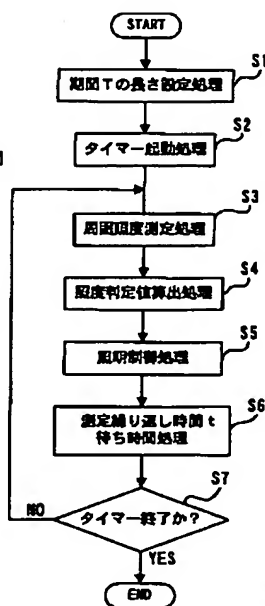 START
S1
期間Tの長さ設定処理
S2
タイマー起動処理
S3
周囲照度測定処理
S4
照度判定値算出処理
S5
照明制御処理
S6
測定繰り返し時間t
待ち時間処理
S7
タイマー終了か?
NO
YES
END